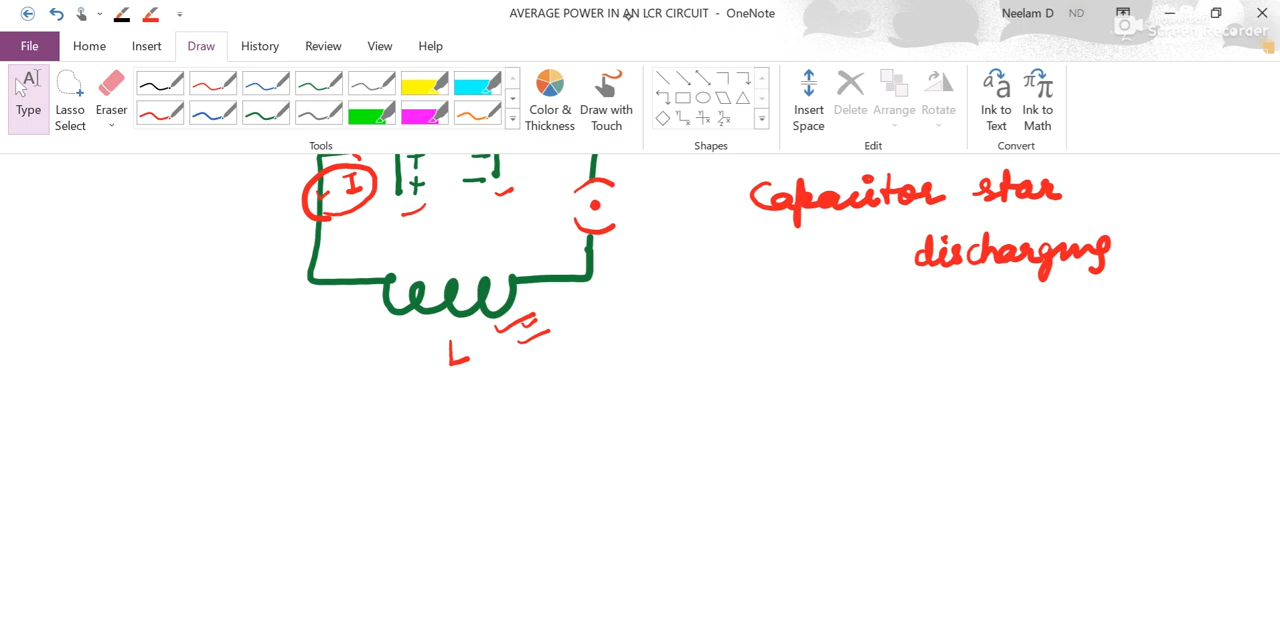 AVERAGE POWER IN AN LCR CIRCUIT - OneNote
Neelam D ND
Screen Recorder
File Home Insert Draw History Review View Help
Type
Lasso Select
Eraser
Color & Thickness
Draw with Touch
Insert Space
Delete
Arrange
Rotate
Ink to Text
Ink to Math
Tools
Shapes
Edit
Convert
I
+ -
L
Capacitor star
discharging